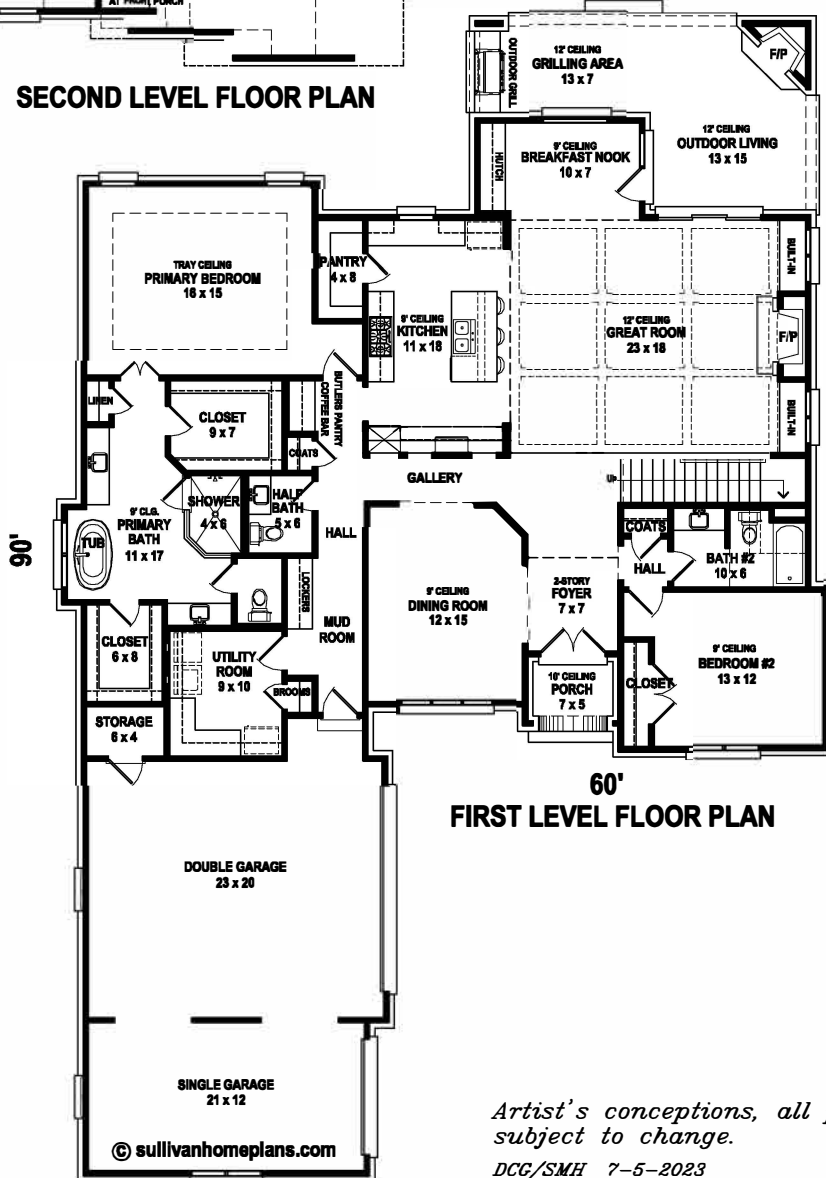 AT FRONT PORCH
SECOND LEVEL FLOOR PLAN
OUTDOOR GRILL
12' CEILING
GRILLING AREA
13 x 7
F/P
12' CEILING
OUTDOOR LIVING
13 x 15
HUTCH
9' CEILING
BREAKFAST NOOK
10 x 7
TRAY CEILING
PRIMARY BEDROOM
16 x 15
PANTRY
4 x 8
9' CEILING
KITCHEN
11 x 18
12' CEILING
GREAT ROOM
23 x 18
BUILT-IN
F/P
BUILT-IN
LINEN
CLOSET
9 x 7
BUTLERS PANTRY
COFFEE BAR
COATS
GALLERY
UP
SHOWER
4 x 6
HALF
BATH
5 x 6
9' CLG.
PRIMARY
BATH
11 x 17
TUB
HALL
LOCKERS
MUD
ROOM
9' CEILING
DINING ROOM
12 x 15
2-STORY
FOYER
7 x 7
COATS
HALL
BATH #2
10 x 6
90'
CLOSET
6 x 8
UTILITY
ROOM
9 x 10
BROOMS
10' CEILING
PORCH
7 x 5
CLOSET
9' CEILING
BEDROOM #2
13 x 12
STORAGE
6 x 4
60'
FIRST LEVEL FLOOR PLAN
DOUBLE GARAGE
23 x 20
SINGLE GARAGE
21 x 12
© sullivanhomeplans.com
Artist's conceptions, all
subject to change.
DCG/SMH 7-5-2023